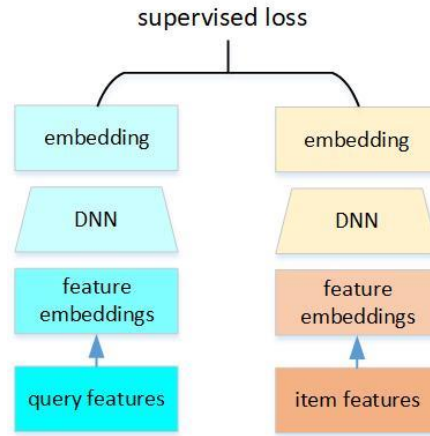 supervised loss
embedding
embedding
DNN
DNN
feature
embeddings
feature
embeddings
query features
item features